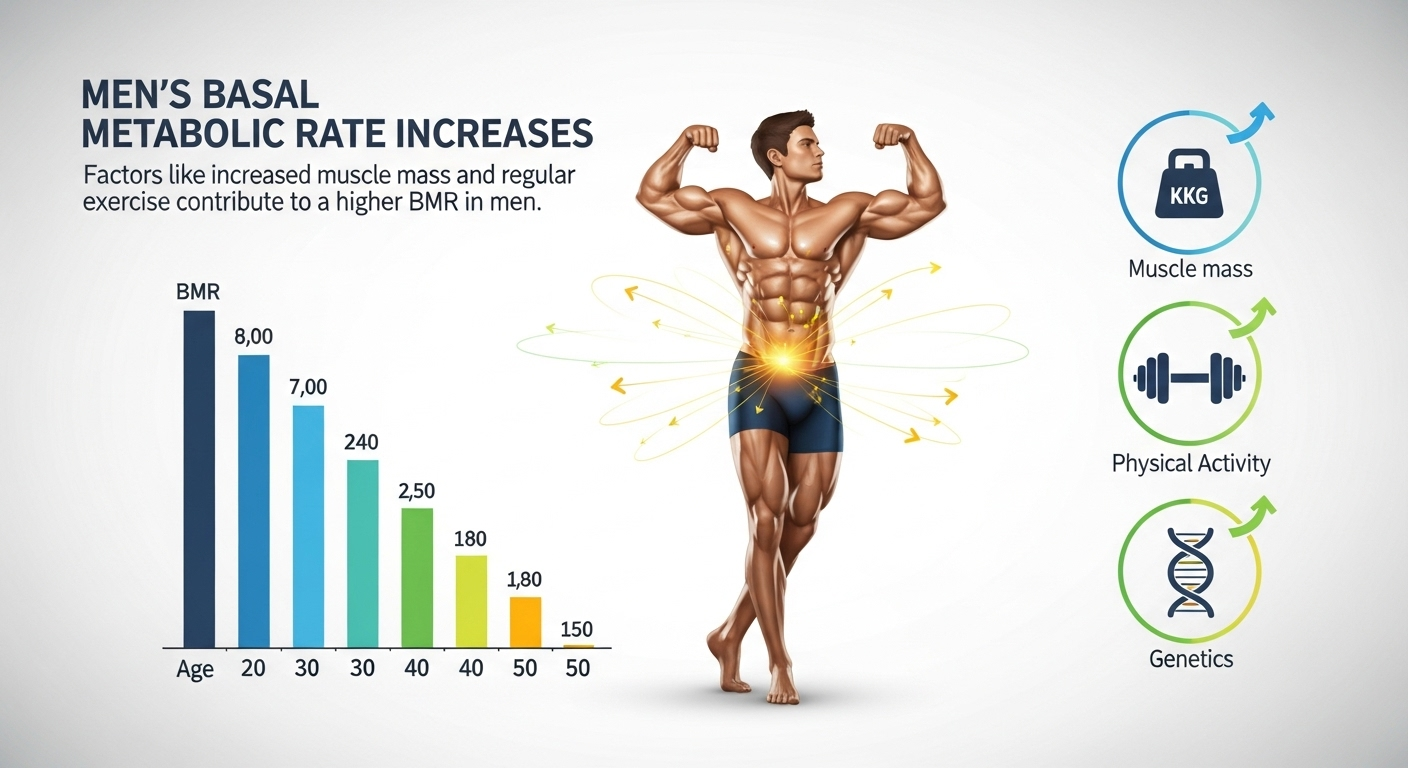 MEN'S BASAL
METABOLIC RATE INCREASES
Factors like increased muscle mass and regular
exercise contribute to a higher BMR in men.
BMR
8,00
7,00
240
2,50
180
1,80
150
Age 20 30 30 40 40 50 50
KKG
Muscle mass
Physical Activity
Genetics